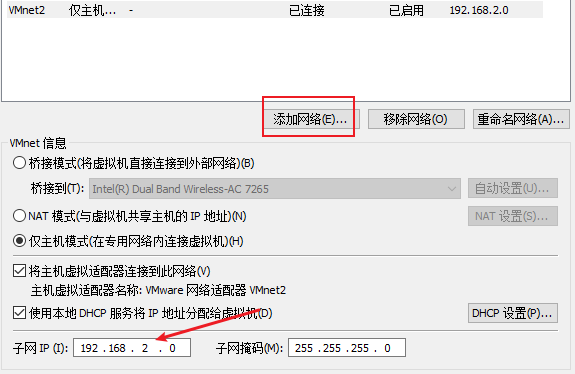 VMnet2 仅主机... - 已连接 已启用 192.168.2.0
添加网络(E)... 移除网络(O) 重命名网络(A)...
VMnet 信息
桥接模式(将虚拟机直接连接到外部网络)(B)
桥接到(T): Intel(R) Dual Band Wireless-AC 7265 自动设置(U)...
NAT 模式(与虚拟机共享主机的 IP 地址)(N) NAT 设置(S)...
仅主机模式(在专用网络内连接虚拟机)(H)
将主机虚拟适配器连接到此网络(V)
主机虚拟适配器名称: VMware 网络适配器 VMnet2
使用本地 DHCP 服务将 IP 地址分配给虚拟机(D) DHCP 设置(P)...
子网 IP (I): 192 .168 . 2 . 0 子网掩码(M): 255 .255 .255 . 0